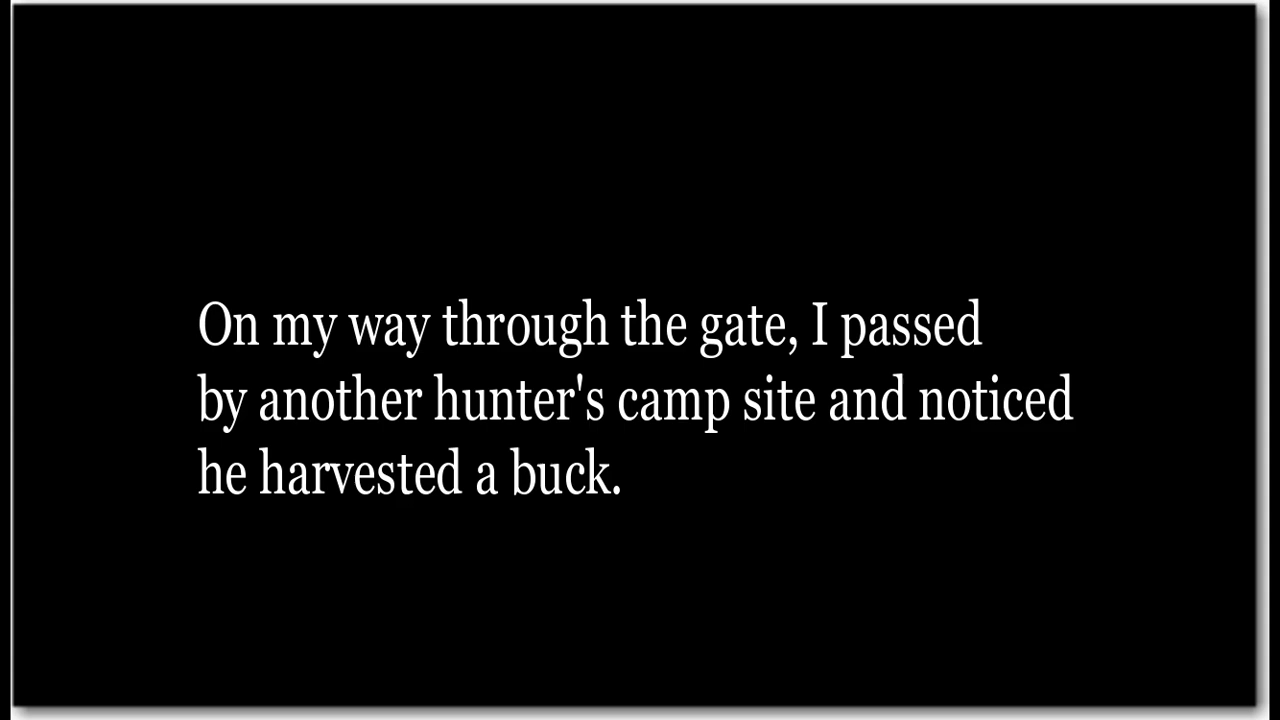 On my way through the gate, I passed
by another hunter's camp site and noticed
he harvested a buck.